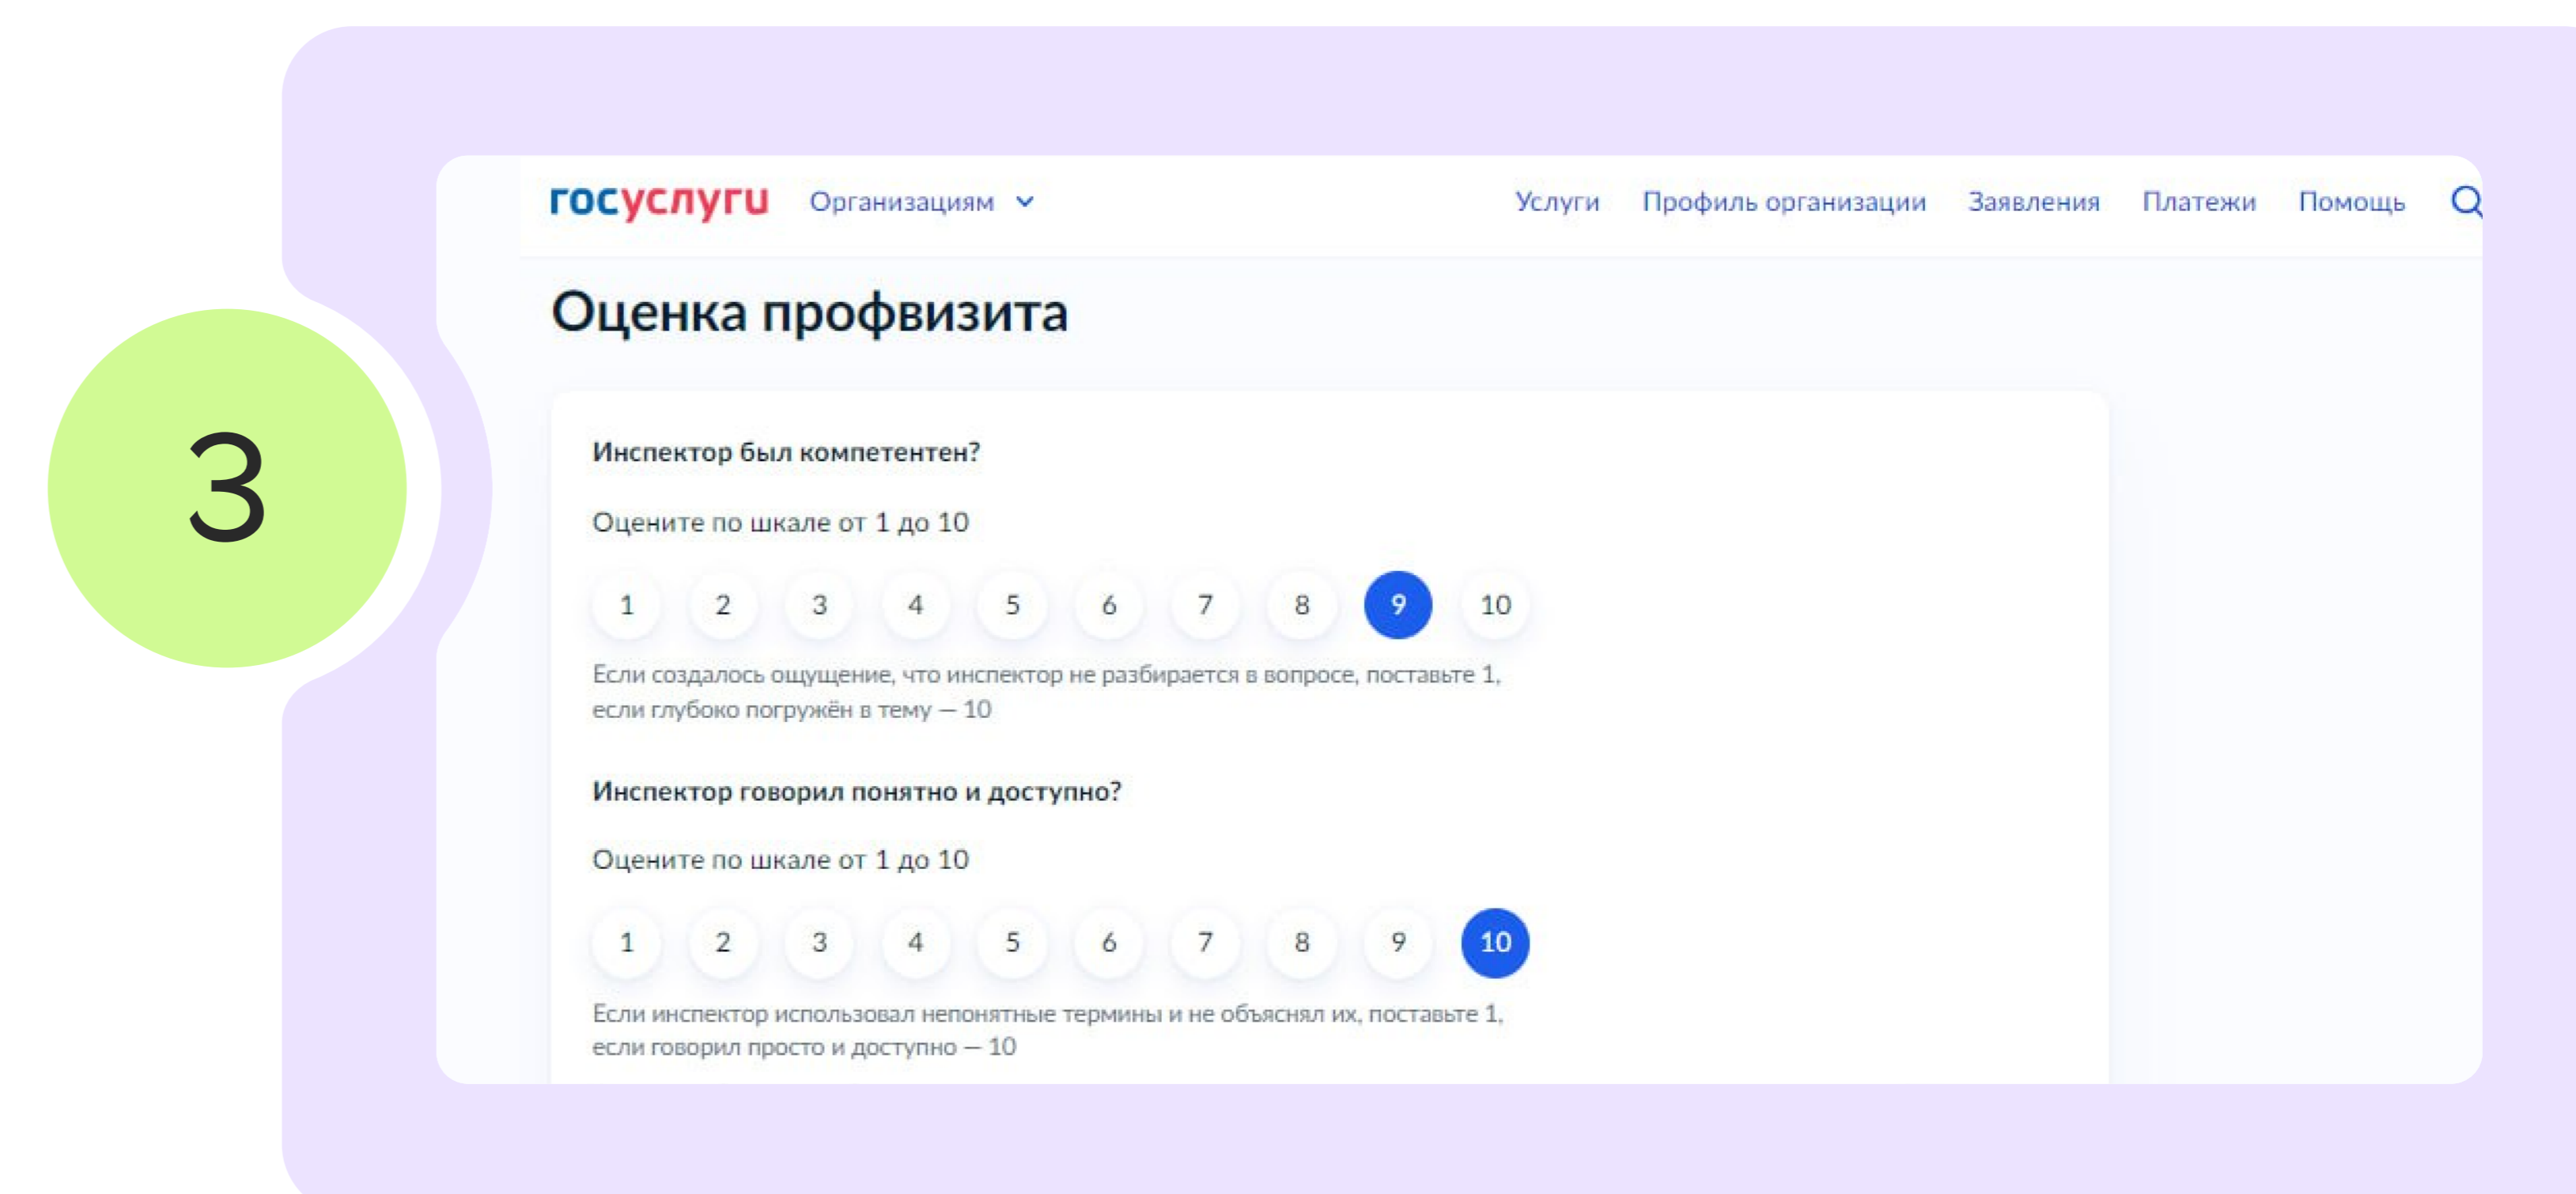 3
госуслуги Организациям Услуги Профиль организации Заявления Платежи Помощь
Оценка профвизита
Инспектор был компетентен?
Оцените по шкале от 1 до 10
1 2 3 4 5 6 7 8 9 10
Если создалось ощущение, что инспектор не разбирается в вопросе, поставьте 1,
если глубоко погружён в тему — 10
Инспектор говорил понятно и доступно?
Оцените по шкале от 1 до 10
1 2 3 4 5 6 7 8 9 10
Если инспектор использовал непонятные термины и не объяснял их, поставьте 1,
если говорил просто и доступно — 10